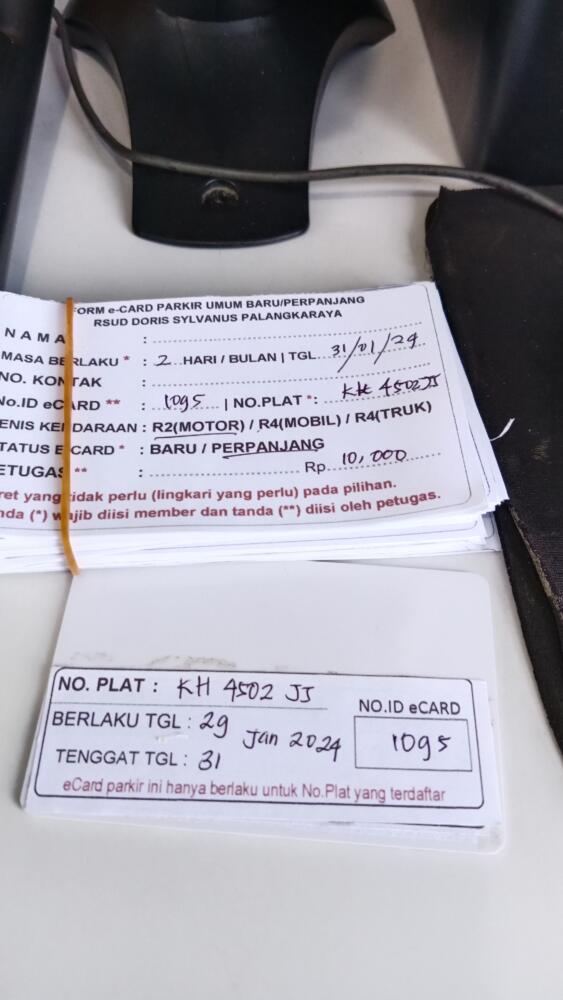 FORM e-CARD PARKIR UMUM BARU/PERPANJANG
RSUD DORIS SYLVANUS PALANGKARAYA
NAMA :
MASA BERLAKU * : 2 HARI / BULAN | TGL. 31/01/24
NO. KONTAK :
No.ID eCARD ** : 1095 | NO.PLAT *: KH 4502 JJ
ENIS KENDARAAN : R2(MOTOR) / R4(MOBIL) / R4(TRUK)
TATUS ECARD * : BARU / PERPANJANG
ETUGAS ** : Rp. 10,000
ret yang tidak perlu (lingkari yang perlu) pada pilihan.
nda (*) wajib diisi member dan tanda (**) diisi oleh petugas.
NO. PLAT : KH 4502 JJ
NO.ID eCARD
BERLAKU TGL : 29 Jan 2024
1095
TENGGAT TGL : 31
eCard parkir ini hanya berlaku untuk No.Plat yang terdaftar